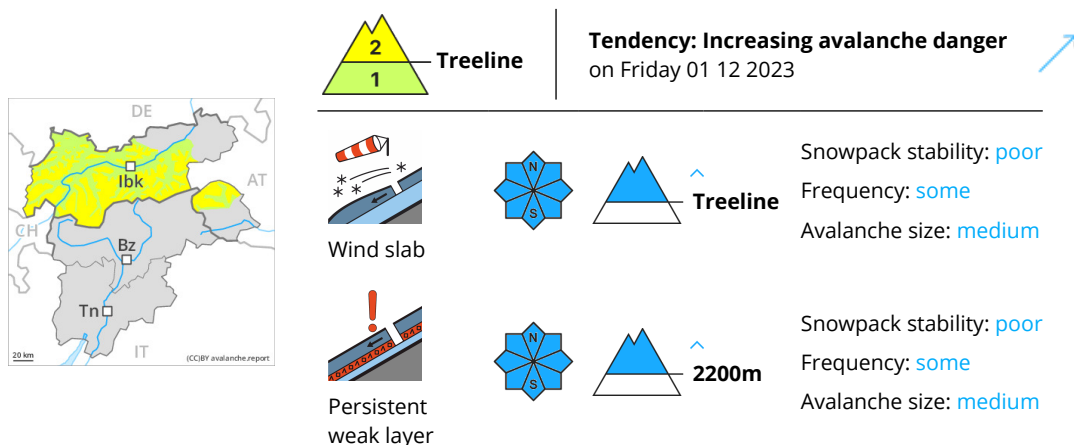 2
1
Treeline
Tendency: Increasing avalanche danger
on Friday 01 12 2023
DE
AT
CH
IT
Ibk
Bz
Tn
20 km
(CC)BY avalanche.report
Wind slab
N
S
Treeline
Snowpack stability: poor
Frequency: some
Avalanche size: medium
Persistent
weak layer
N
S
2200m
Snowpack stability: poor
Frequency: some
Avalanche size: medium